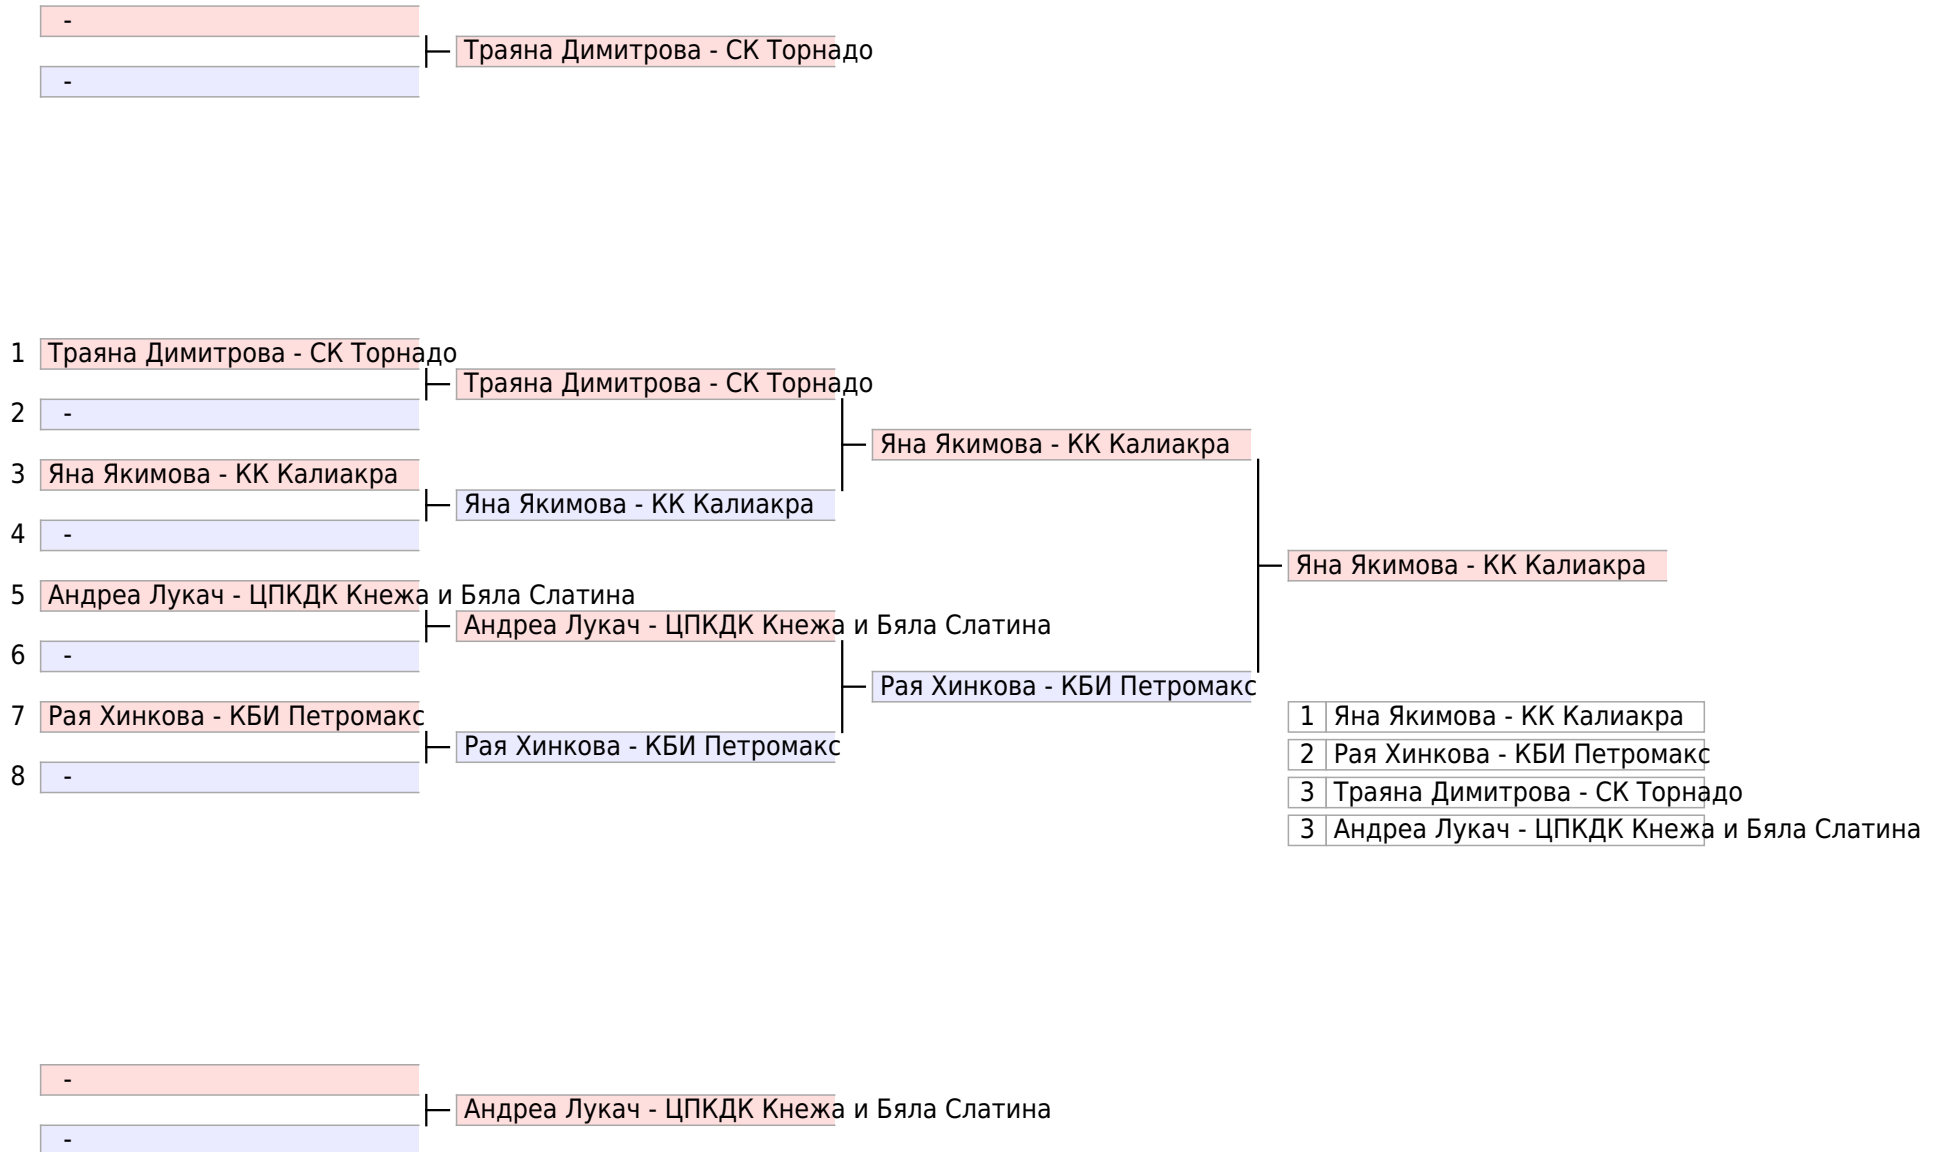 -
Траяна Димитрова - СК Торнадо
-
1 Траяна Димитрова - СК Торнадо
Траяна Димитрова - СК Торнадо
2 -
Яна Якимова - КК Калиакра
3 Яна Якимова - КК Калиакра
Яна Якимова - КК Калиакра
4 -
Яна Якимова - КК Калиакра
5 Андреа Лукач - ЦПКДК Кнежа и Бяла Слатина
Андреа Лукач - ЦПКДК Кнежа и Бяла Слатина
6 -
Рая Хинкова - КБИ Петромакс
7 Рая Хинкова - КБИ Петромакс
Рая Хинкова - КБИ Петромакс
8 -
1 Яна Якимова - КК Калиакра
2 Рая Хинкова - КБИ Петромакс
3 Траяна Димитрова - СК Торнадо
3 Андреа Лукач - ЦПКДК Кнежа и Бяла Слатина
-
Андреа Лукач - ЦПКДК Кнежа и Бяла Слатина
-